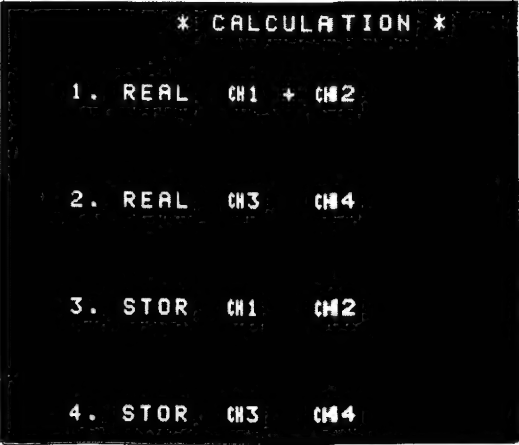 * CALCULATION *
1. REAL CH1 + CH2
2. REAL CH3 CH4
3. STOR CH1 CH2
4. STOR CH3 CH4